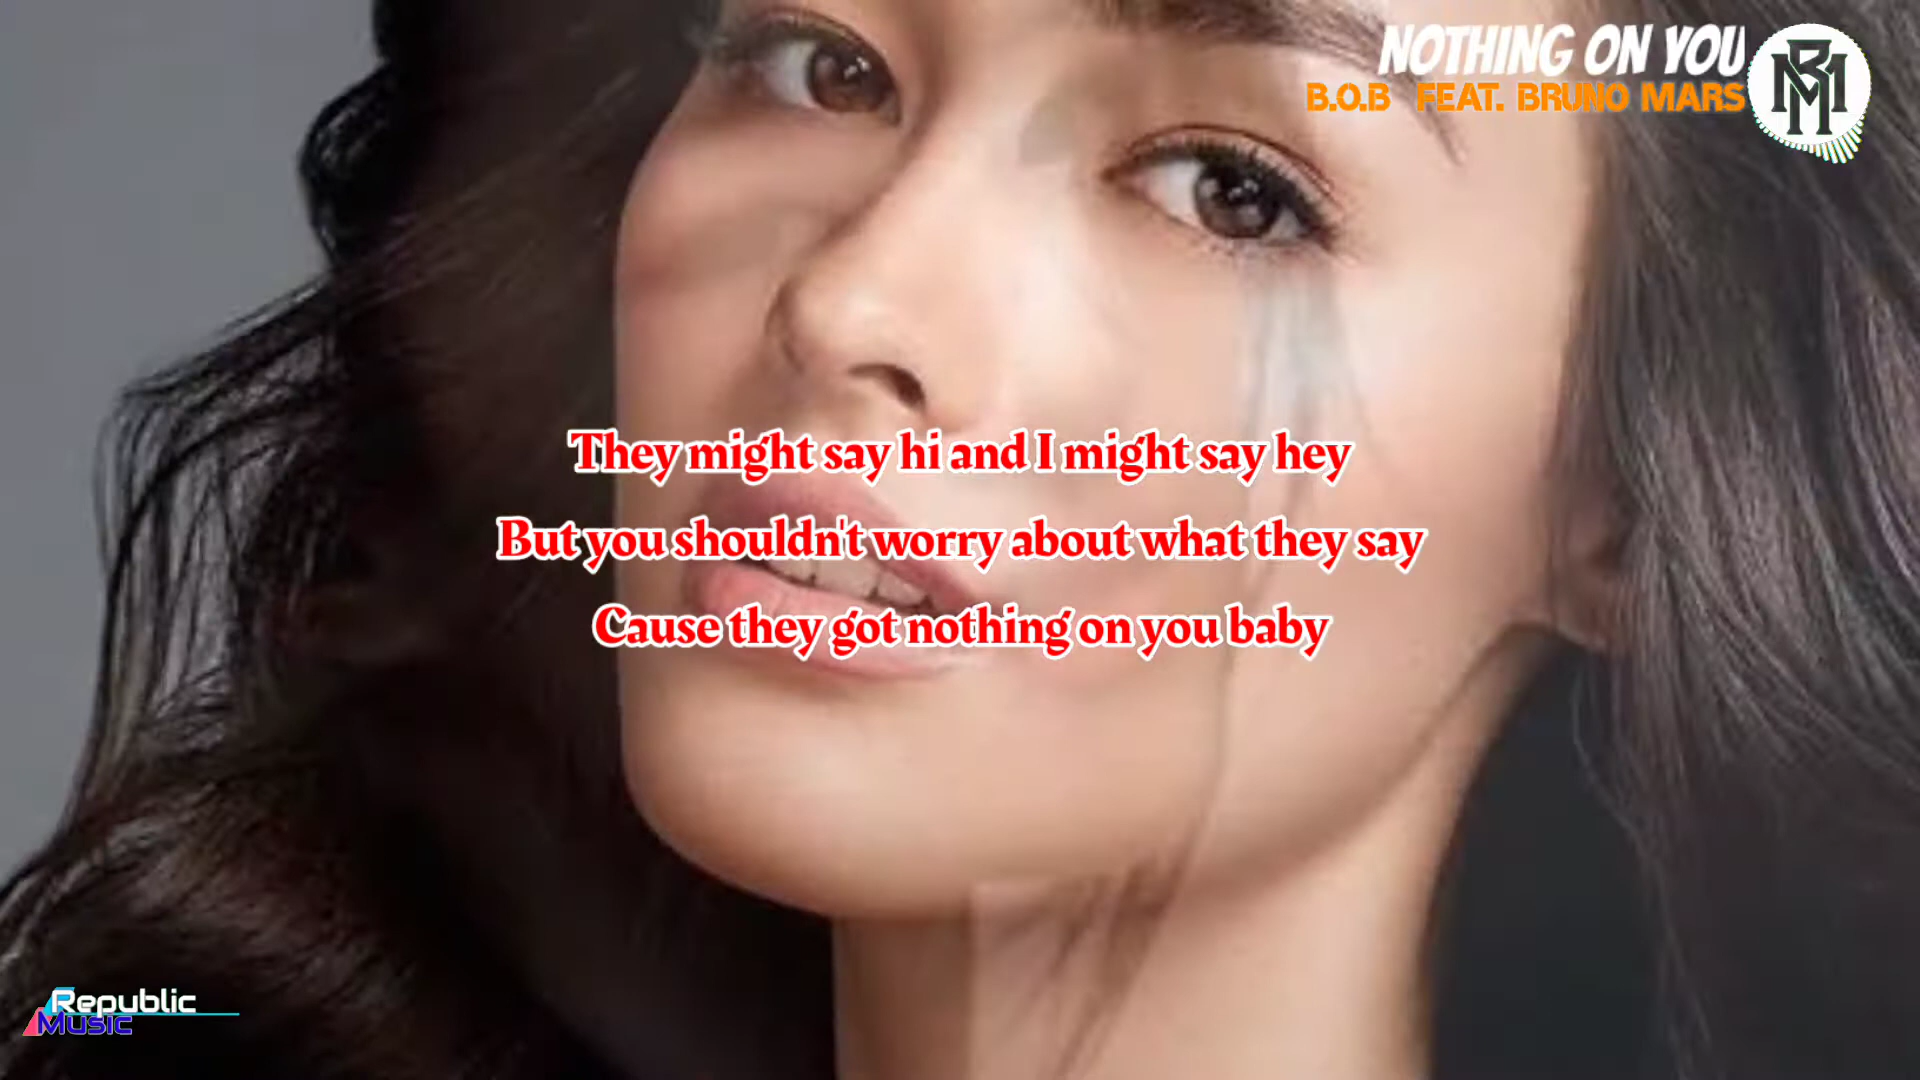 NOTHING ON YOU
B.O.B FEAT. BRUNO MARS
They might say hi and I might say hey
But you shouldn't worry about what they say
Cause they got nothing on you baby
Republic
Music